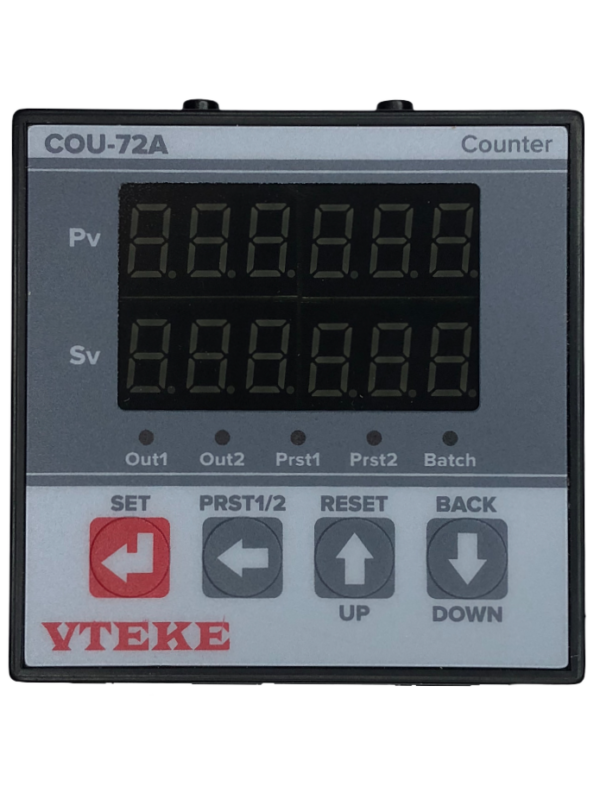 COU-72A Counter
Pv
Sv
Out1 Out2 Prst1 Prst2 Batch
SET PRST1/2 RESET BACK
UP DOWN
VTEKE